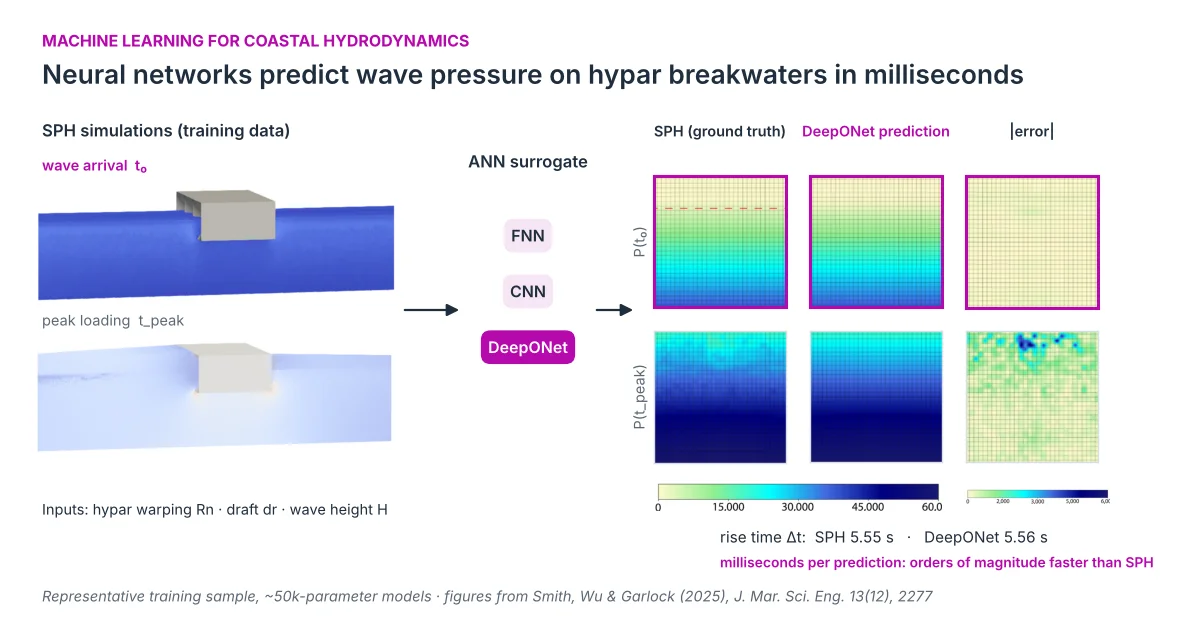 MACHINE LEARNING FOR COASTAL HYDRODYNAMICS
Neural networks predict wave pressure on hypar breakwaters in milliseconds
SPH simulations (training data)
wave arrival t₀
peak loading t_peak
Inputs: hypar warping Rn · draft dr · wave height H
ANN surrogate
FNN
CNN
DeepONet
SPH (ground truth) DeepONet prediction |error|
P(t₀)
P(t_peak)
0 15.000 30.000 45.000 60.0
0 2,000 3,000 5,000 6,0
rise time Δt: SPH 5.55 s · DeepONet 5.56 s
milliseconds per prediction: orders of magnitude faster than SPH
Representative training sample, ~50k-parameter models · figures from Smith, Wu & Garlock (2025), J. Mar. Sci. Eng. 13(12), 2277